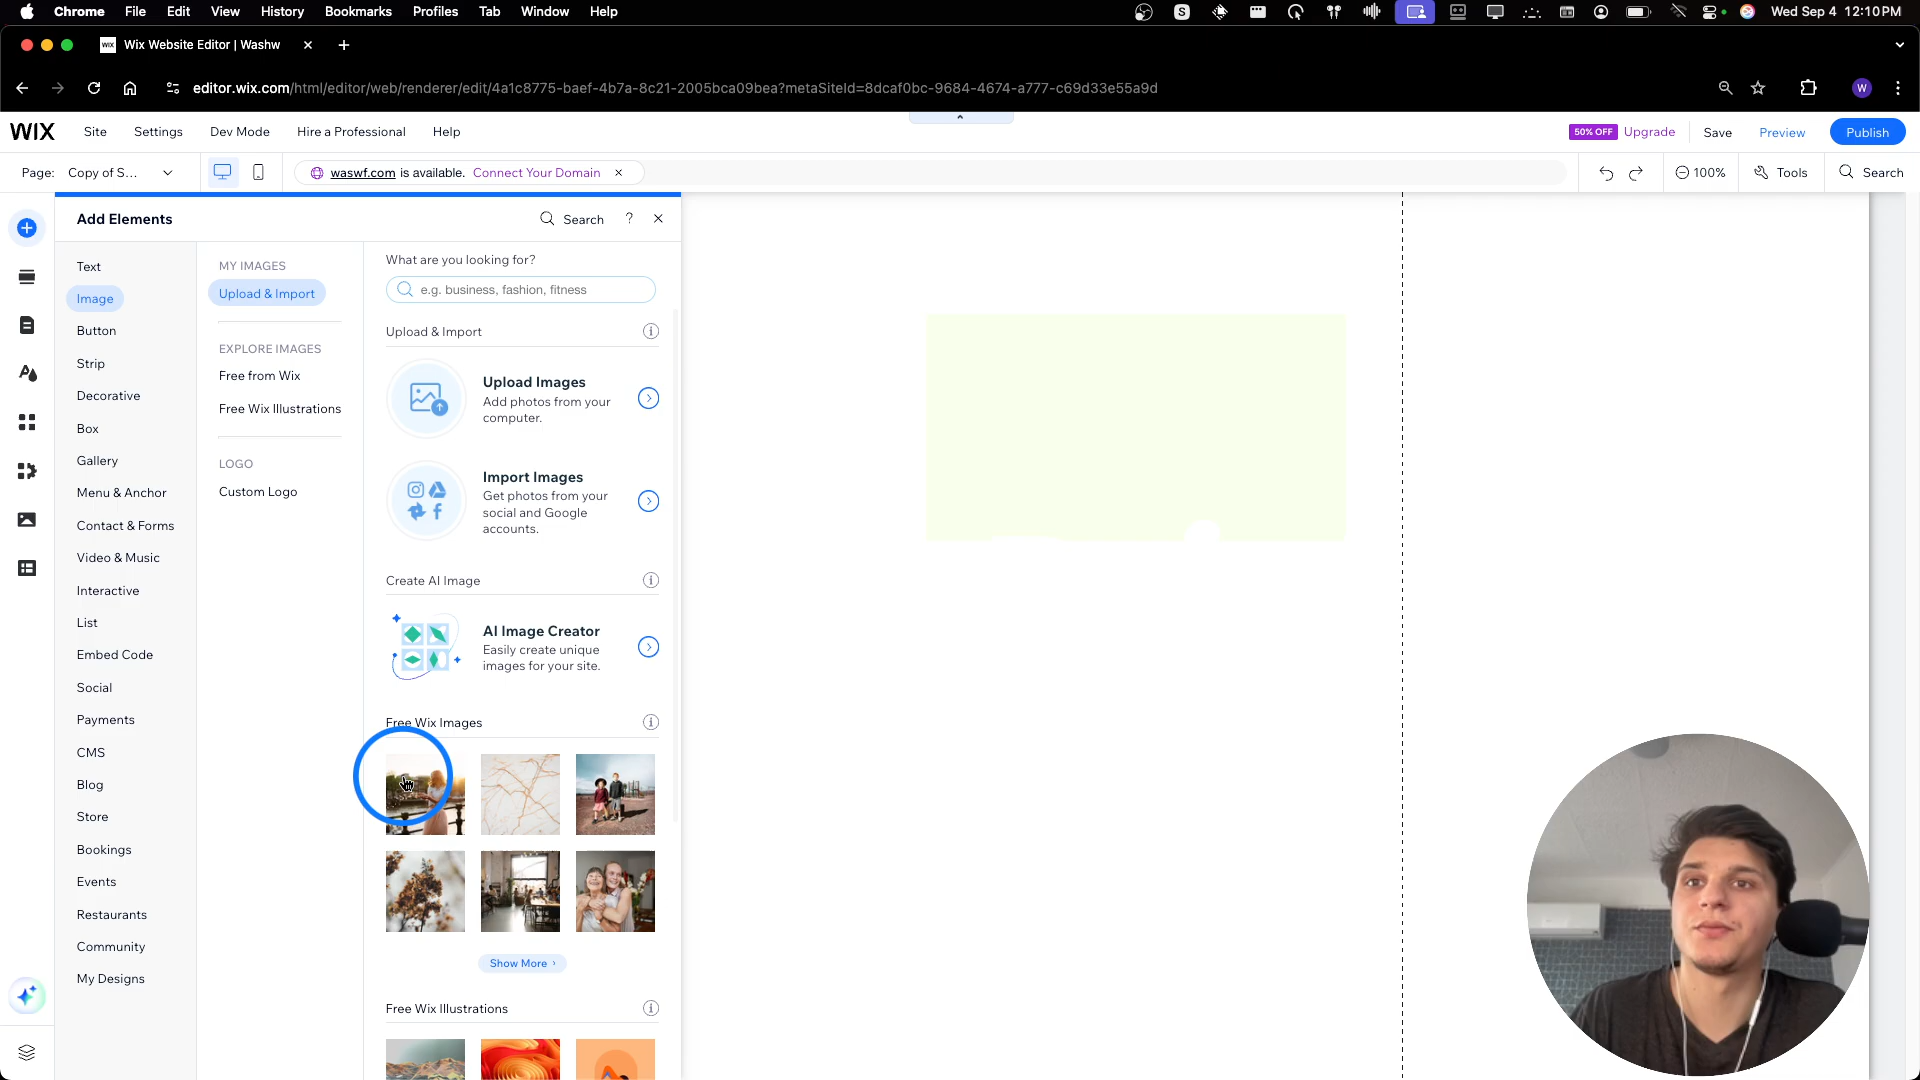 Chrome File Edit View History Bookmarks Profiles Tab Window Help
S
Wed Sep 4 12:10 PM
WIX Wix Website Editor | Washw
editor.wix.com/html/editor/web/renderer/edit/4a1c8775-baef-4b7a-8c21-2005bca09bea?metaSiteId=8dcaf0bc-9684-4674-a777-c69d33e55a9d
W
WIX Site Settings Dev Mode Hire a Professional Help
50% OFF Upgrade Save Preview Publish
Page: Copy of S...
waswf.com is available. Connect Your Domain
100% Tools Search
Add Elements
Search ?
Text
Image
Button
Strip
Decorative
Box
Gallery
Menu & Anchor
Contact & Forms
Video & Music
Interactive
List
Embed Code
Social
Payments
CMS
Blog
Store
Bookings
Events
Restaurants
Community
My Designs
MY IMAGES
Upload & Import
EXPLORE IMAGES
Free from Wix
Free Wix Illustrations
LOGO
Custom Logo
What are you looking for?
e.g. business, fashion, fitness
Upload & Import
Upload Images
Add photos from your
computer.
Import Images
Get photos from your
social and Google
accounts.
Create AI Image
AI Image Creator
Easily create unique
images for your site.
Free Wix Images
Show More
Free Wix Illustrations